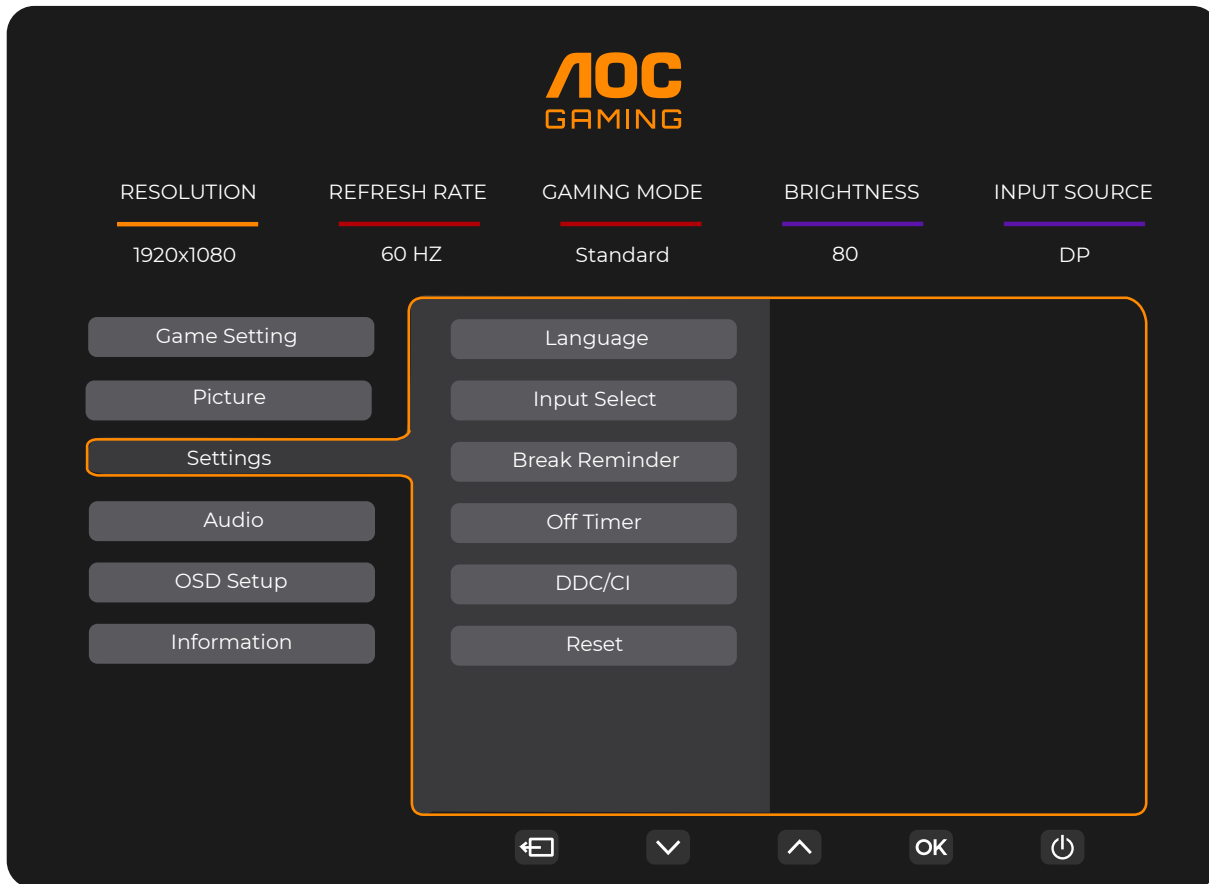 AOC
GAMING
RESOLUTION REFRESH RATE GAMING MODE BRIGHTNESS INPUT SOURCE
1920x1080 60 HZ Standard 80 DP
Game Setting Language
Picture Input Select
Settings Break Reminder
Audio Off Timer
OSD Setup DDC/CI
Information Reset
OK